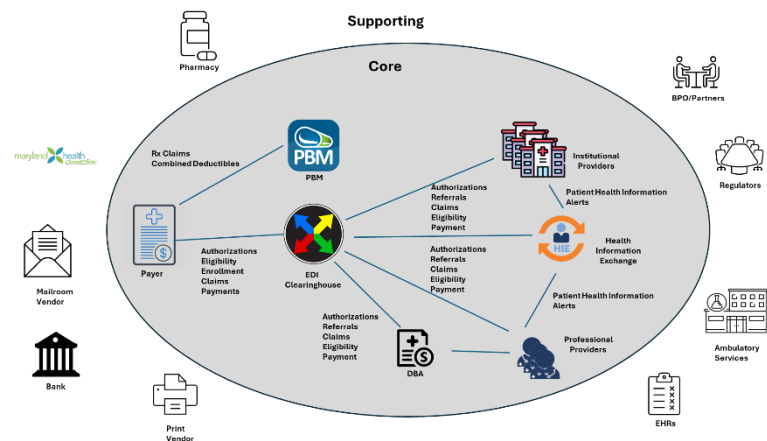 Supporting
Core
Pharmacy
BPO/Partners
maryland health
connection
Rx Claims
Combined Deductibles
PBM
PBM
Institutional
Providers
Regulators
Authorizations
Referrals
Claims
Eligibility
Payment
Patient Health Information
Alerts
Payer
Authorizations
Eligibility
Enrollment
Claims
Payments
EDI
Clearinghouse
Authorizations
Referrals
Claims
Eligibility
Payment
HIE
Health
Information
Exchange
Mailroom
Vendor
Patient Health Information
Alerts
Authorizations
Referrals
Claims
Eligibility
Payment
DBA
Professional
Providers
Ambulatory
Services
Bank
Print
Vendor
EHRs